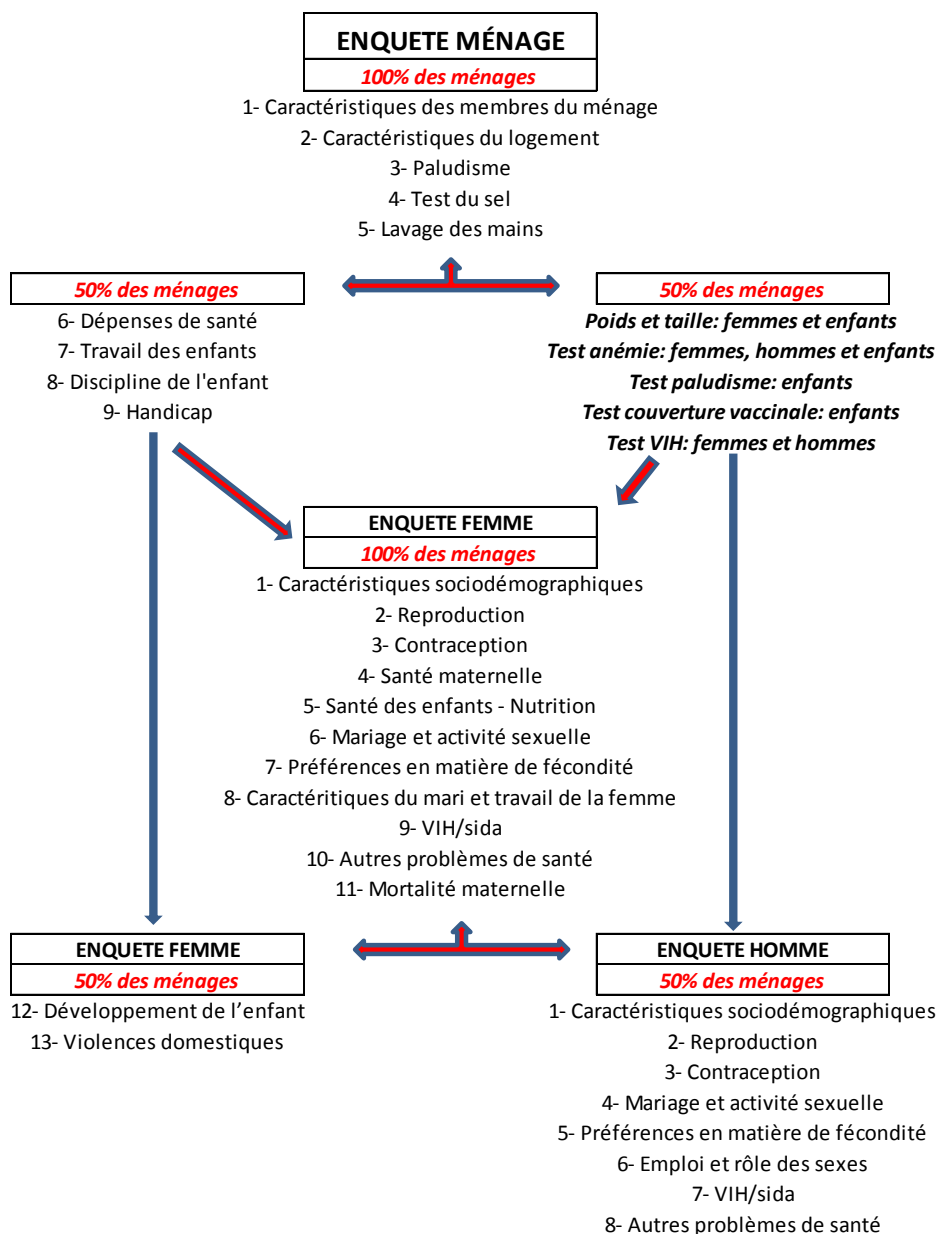 ENQUETE MÉNAGE
100% des ménages
1- Caractéristiques des membres du ménage
2- Caractéristiques du logement
3- Paludisme
4- Test du sel
5- Lavage des mains
50% des ménages
6- Dépenses de santé
7- Travail des enfants
8- Discipline de l'enfant
9- Handicap
50% des ménages
Poids et taille: femmes et enfants
Test anémie: femmes, hommes et enfants
Test paludisme: enfants
Test couverture vaccinale: enfants
Test VIH: femmes et hommes
ENQUETE FEMME
100% des ménages
1- Caractéristiques sociodémographiques
2- Reproduction
3- Contraception
4- Santé maternelle
5- Santé des enfants - Nutrition
6- Mariage et activité sexuelle
7- Préférences en matière de fécondité
8- Caractéritiques du mari et travail de la femme
9- VIH/sida
10- Autres problèmes de santé
11- Mortalité maternelle
ENQUETE FEMME
50% des ménages
12- Développement de l’enfant
13- Violences domestiques
ENQUETE HOMME
50% des ménages
1- Caractéristiques sociodémographiques
2- Reproduction
3- Contraception
4- Mariage et activité sexuelle
5- Préférences en matière de fécondité
6- Emploi et rôle des sexes
7- VIH/sida
8- Autres problèmes de santé